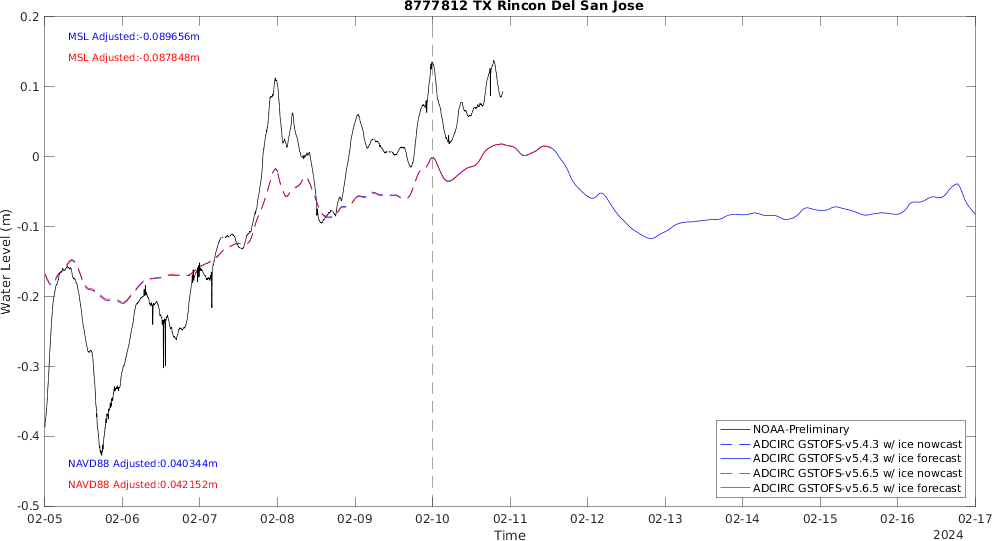 8777812 TX Rincon Del San Jose
MSL Adjusted:-0.089656m
MSL Adjusted:-0.087848m
0.2
0.1
0
-0.1
-0.2
-0.3
-0.4
-0.5
Water Level (m)
NAVD88 Adjusted:0.040344m
NAVD88 Adjusted:0.042152m
NOAA-Preliminary
ADCIRC GSTOFS-v5.4.3 w/ ice nowcast
ADCIRC GSTOFS-v5.4.3 w/ ice forecast
ADCIRC GSTOFS-v5.6.5 w/ ice nowcast
ADCIRC GSTOFS-v5.6.5 w/ ice forecast
02-05 02-06 02-07 02-08 02-09 02-10 02-11 02-12 02-13 02-14 02-15 02-16 02-17
Time
2024